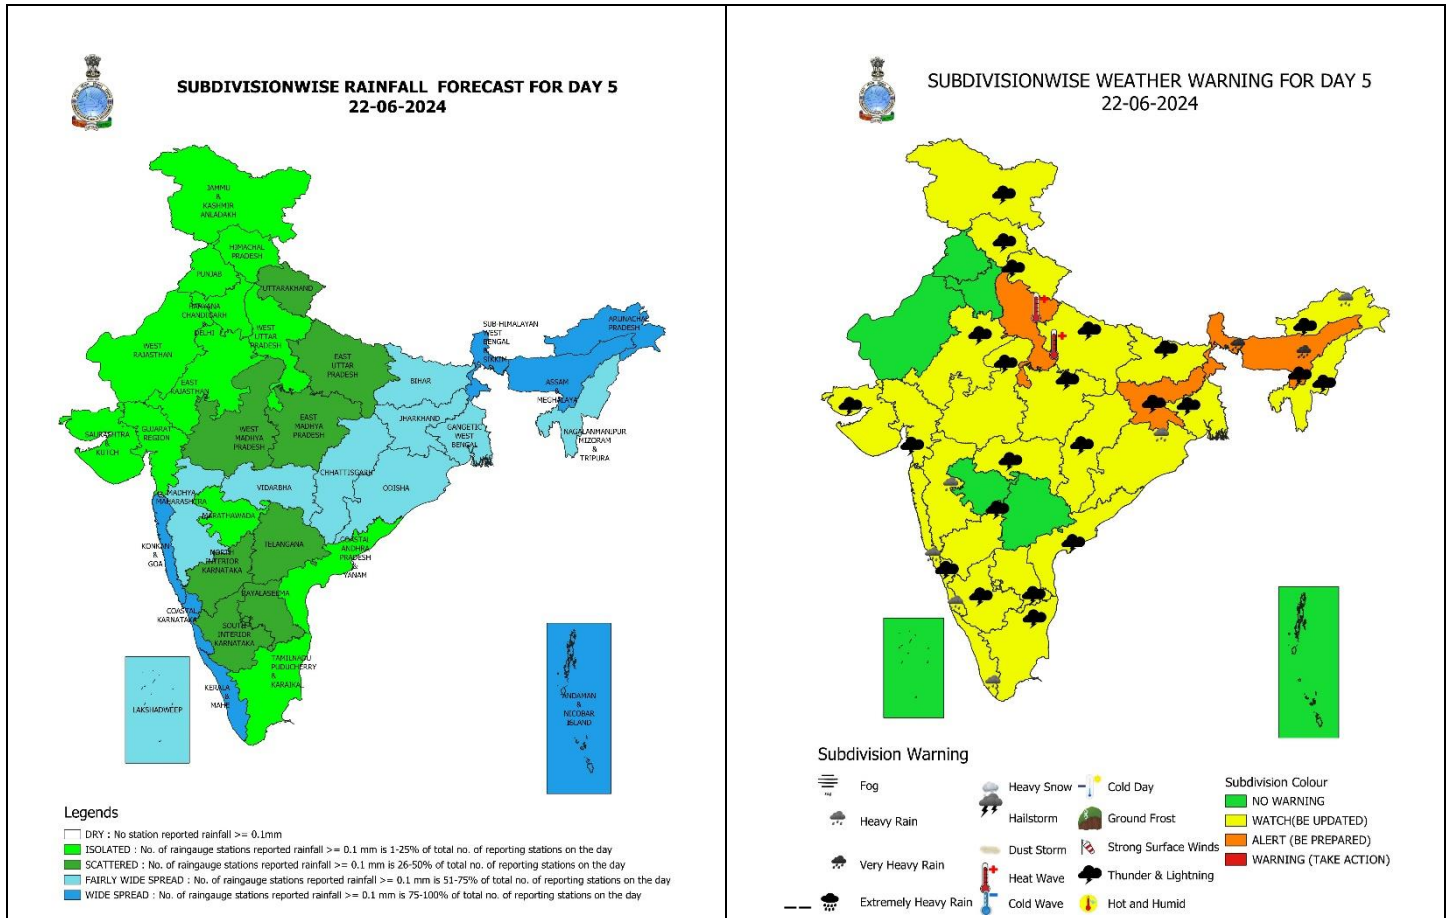 SUBDIVISIONWISE RAINFALL FORECAST FOR DAY 5
22-06-2024
JAMMU
&
KASHMIR
ANLADAKH
HIMACHAL
PRADESH
PUNJAB
UTTARAKHAND
HARYANA
CHANDIGARH
&
DELHI
WEST
UTTAR
PRADESH
WEST
RAJASTHAN
EAST
RAJASTHAN
EAST
UTTAR
PRADESH
SUB-HIMALAYAN
WEST
BENGAL
&
SIKKIM
ARUNACHAL
PRADESH
ASSAM
&
MEGHALAYA
NAGALANMANIPUR
MIZORAM
&
TRIPURA
BIHAR
JHARKHAND
GANGETIC
WEST
BENGAL
SAURASHTRA
&
KUTCH
GUJARAT
REGION
WEST
MADHYA
PRADESH
EAST
MADHYA
PRADESH
CHHATTISGARH
ODISHA
VIDARBHA
MADHYA
MAHARASHTRA
MARATHAWADA
KONKAN
&
GOA
NORTH
INTERIOR
KARNATAKA
TELANGANA
COASTAL
ANDHRA
PRADESH
&
YANAM
RAYALASEEMA
COASTAL
KARNATAKA
SOUTH
INTERIOR
KARNATAKA
TAMILNADU
PUDUCHERRY
&
KARAIKAL
KERALA
&
MAHE
LAKSHADWEEP
ANDAMAN
&
NICOBAR
ISLAND
Legends
DRY : No station reported rainfall >= 0.1mm
ISOLATED : No. of raingauge stations reported rainfall >= 0.1 mm is 1-25% of total no. of reporting stations on the day
SCATTERED : No. of raingauge stations reported rainfall >= 0.1 mm is 26-50% of total no. of reporting stations on the day
FAIRLY WIDE SPREAD : No. of raingauge stations reported rainfall >= 0.1 mm is 51-75% of total no. of reporting stations on the day
WIDE SPREAD : No. of raingauge stations reported rainfall >= 0.1 mm is 75-100% of total no. of reporting stations on the day
SUBDIVISIONWISE WEATHER WARNING FOR DAY 5
22-06-2024
Subdivision Warning
Fog
Heavy Rain
Very Heavy Rain
Extremely Heavy Rain
Heavy Snow
Hailstorm
Dust Storm
Heat Wave
Cold Wave
Cold Day
Ground Frost
Strong Surface Winds
Thunder & Lightning
Hot and Humid
Subdivision Colour
NO WARNING
WATCH(BE UPDATED)
ALERT (BE PREPARED)
WARNING (TAKE ACTION)